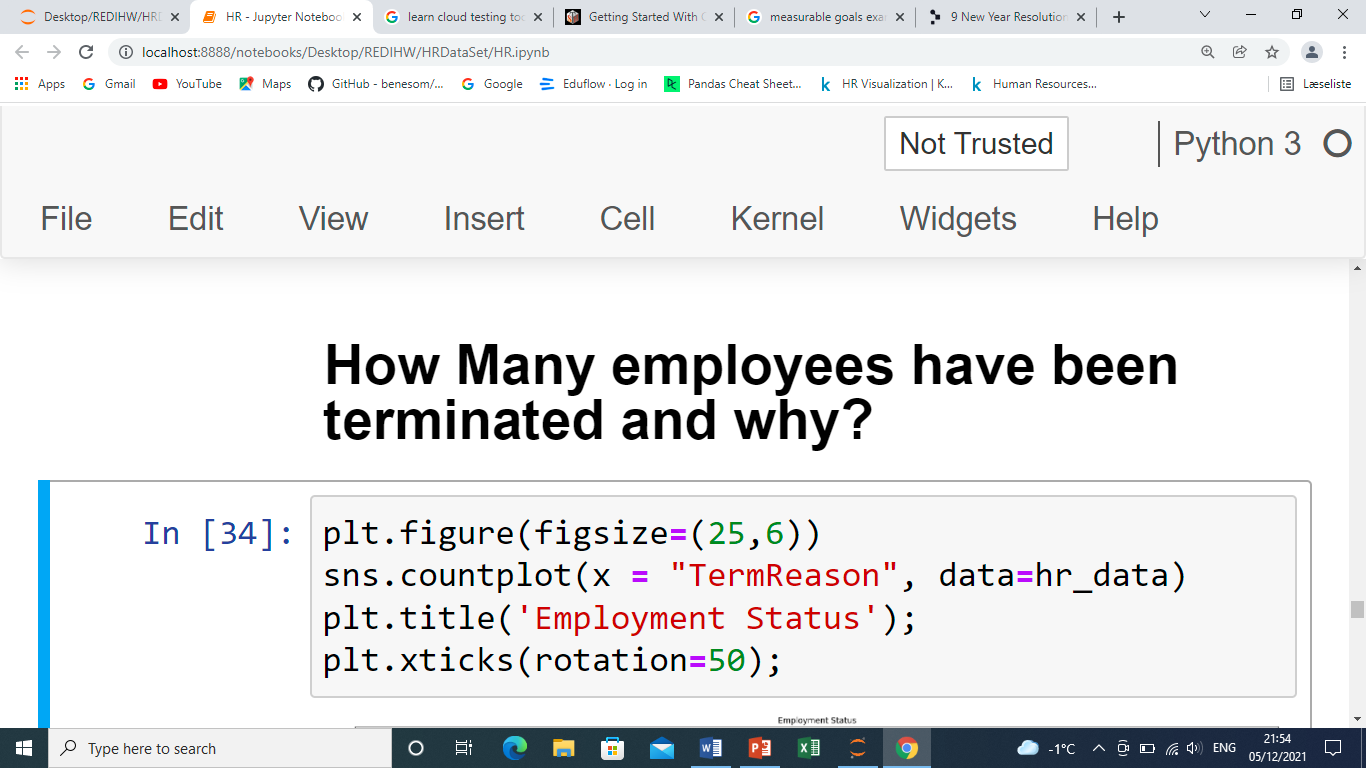 Desktop/REDIHW/HRD
HR - Jupyter Notebook
learn cloud testing too
Getting Started With C
measurable goals exa
9 New Year Resolution
localhost:8888/notebooks/Desktop/REDIHW/HRDataSet/HR.ipynb
Apps Gmail YouTube Maps GitHub - benesom/... Google Eduflow · Log in Pandas Cheat Sheet... HR Visualization | K... Human Resources... Læseliste
Not Trusted Python 3
File Edit View Insert Cell Kernel Widgets Help
How Many employees have been
terminated and why?
In [34]: plt.figure(figsize=(25,6))
sns.countplot(x = "TermReason", data=hr_data)
plt.title('Employment Status');
plt.xticks(rotation=50);
Employment Status
Type here to search
-1°C
ENG
21:54
05/12/2021